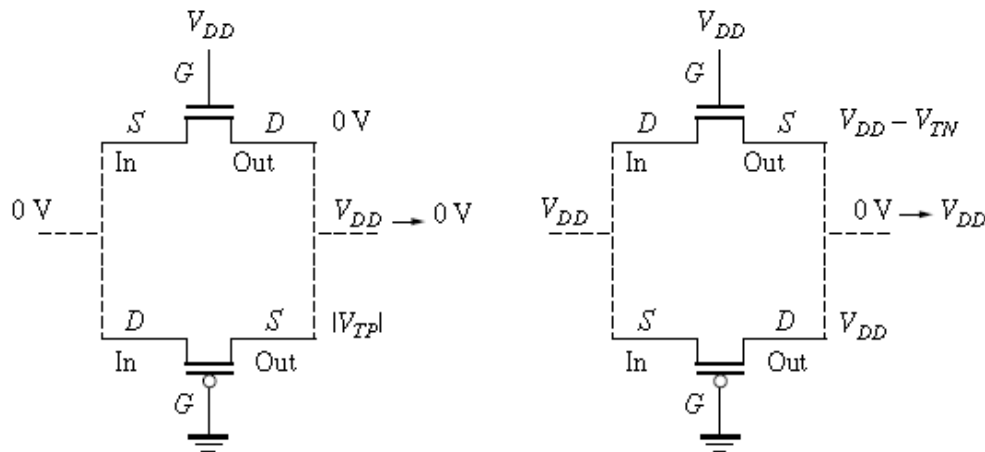 V_DD V_DD
G G
S D 0 V D S V_DD − V_TN
In Out In Out
0 V V_DD → 0 V V_DD 0 V → V_DD
D S |V_TP| S D V_DD
In Out In Out
G G